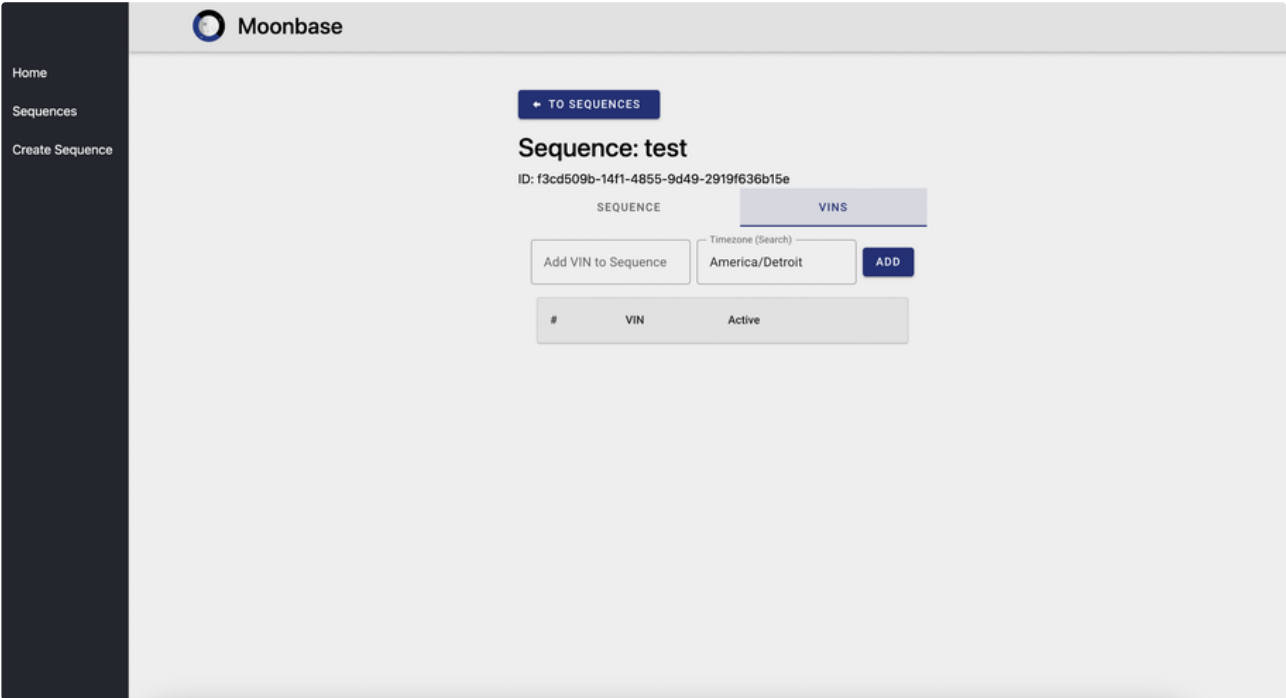 Moonbase
Home
Sequences
Create Sequence
TO SEQUENCES
Sequence: test
ID: f3cd509b-14f1-4855-9d49-2919f636b15e
SEQUENCE VINS
Timezone (Search)
Add VIN to Sequence America/Detroit ADD
# VIN Active